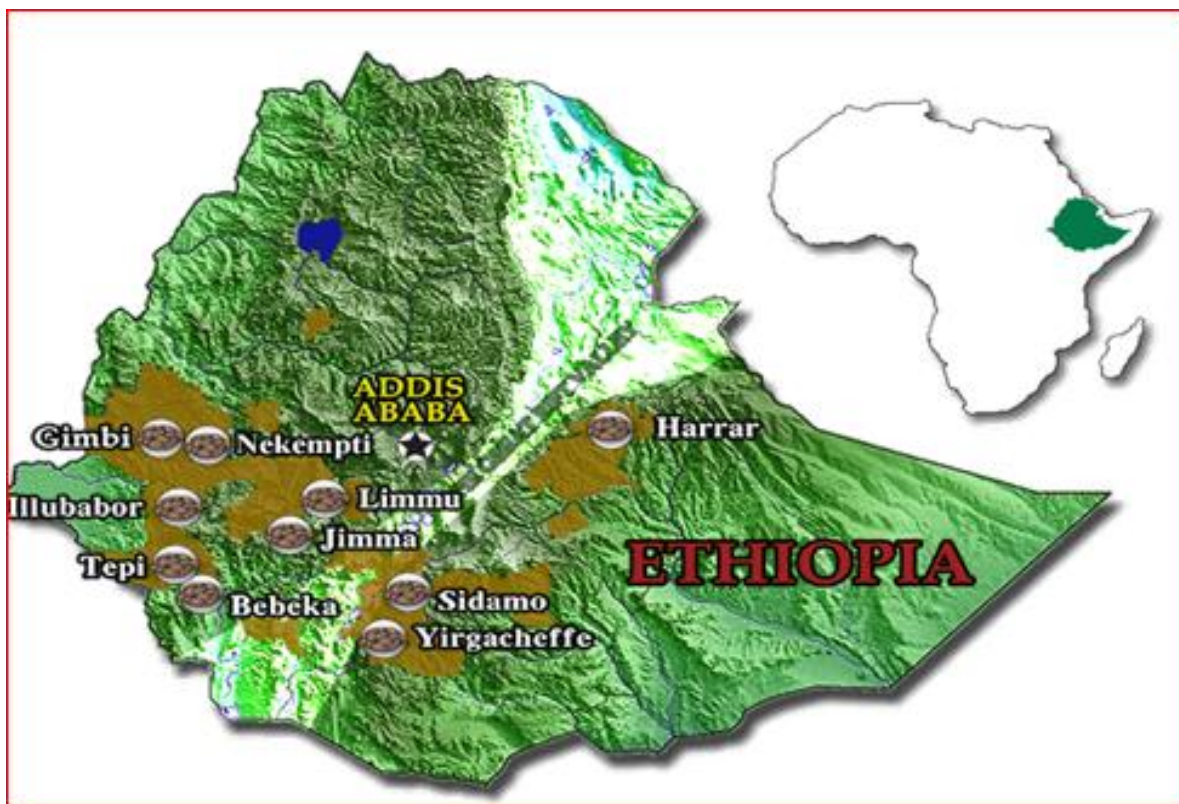 ADDIS
ABABA
Gimbi
Nekempti
Harrar
Illubabor
Limmu
Jimma
Tepi
ETHIOPIA
Bebeka
Sidamo
Yirgacheffe